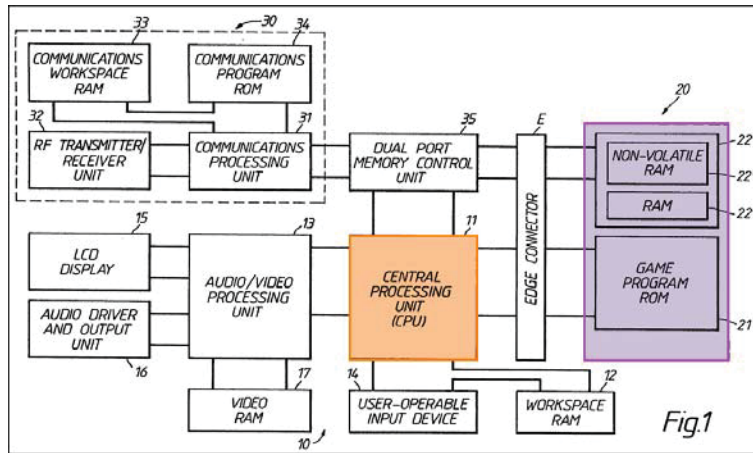 33
30
34
COMMUNICATIONS
WORKSPACE
RAM
COMMUNICATIONS
PROGRAM
ROM
32
31
RF TRANSMITTER/
RECEIVER
UNIT
COMMUNICATIONS
PROCESSING
UNIT
35
DUAL PORT
MEMORY CONTROL
UNIT
E
EDGE CONNECTOR
20
22
NON-VOLATILE
RAM
22
RAM
22
GAME
PROGRAM
ROM
21
15
LCD
DISPLAY
AUDIO DRIVER
AND OUTPUT
UNIT
16
13
AUDIO/VIDEO
PROCESSING
UNIT
11
CENTRAL
PROCESSING
UNIT
(CPU)
17
VIDEO
RAM
10
14
USER-OPERABLE
INPUT DEVICE
12
WORKSPACE
RAM
Fig.1